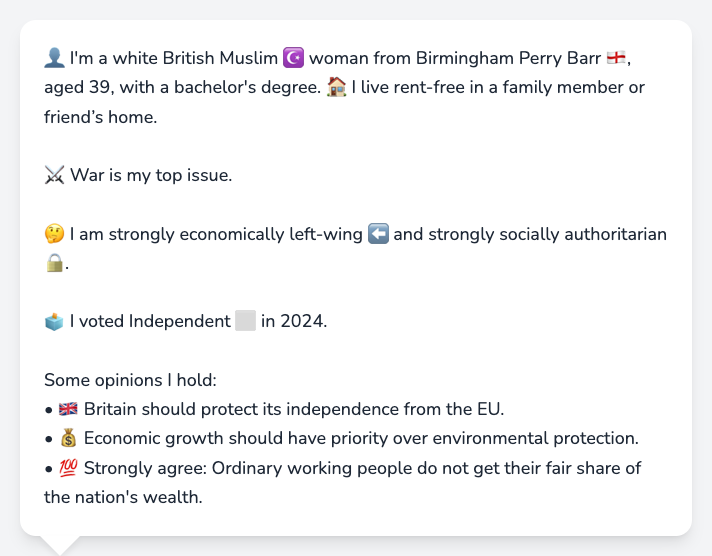 👤 I'm a white British Muslim ☪️ woman from Birmingham Perry Barr 🏴󠁧󠁢󠁥󠁮󠁧󠁿,
aged 39, with a bachelor's degree. 🏠 I live rent-free in a family member or
friend’s home.
⚔️ War is my top issue.
🤔 I am strongly economically left-wing ⬅️ and strongly socially authoritarian
🔒.
🗳️ I voted Independent ⬜ in 2024.
Some opinions I hold:
• 🇬🇧 Britain should protect its independence from the EU.
• 💰 Economic growth should have priority over environmental protection.
• 💯 Strongly agree: Ordinary working people do not get their fair share of
the nation's wealth.